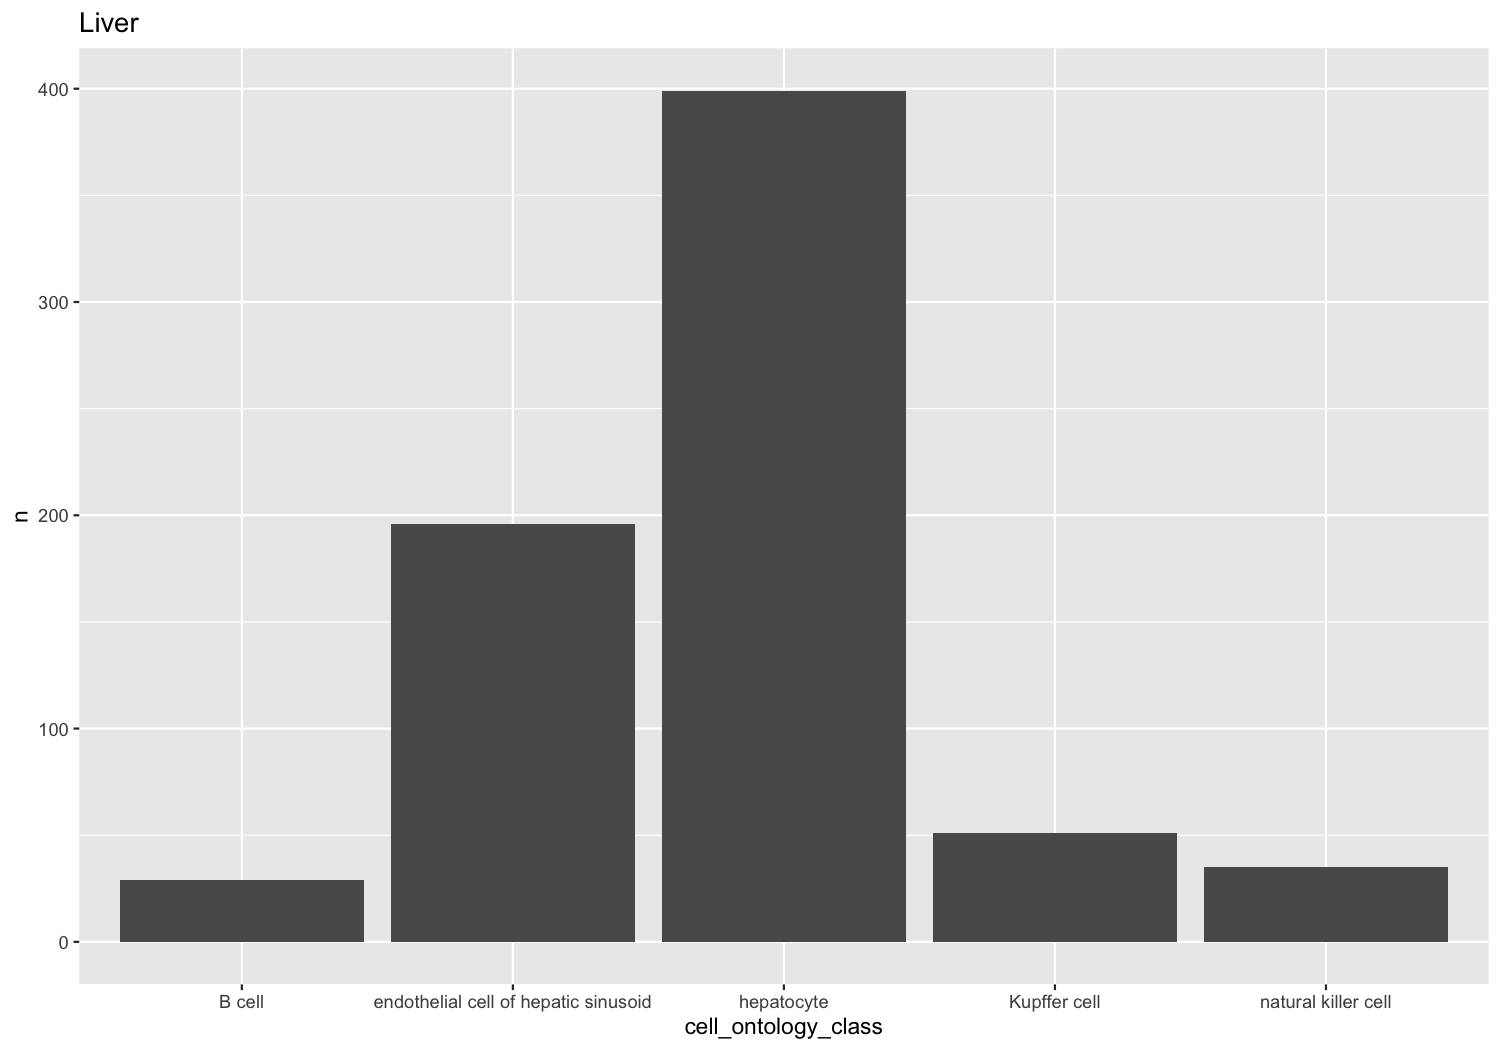 Liver
400
300
200
100
0
n
B cell
endothelial cell of hepatic sinusoid
hepatocyte
Kupffer cell
natural killer cell
cell_ontology_class